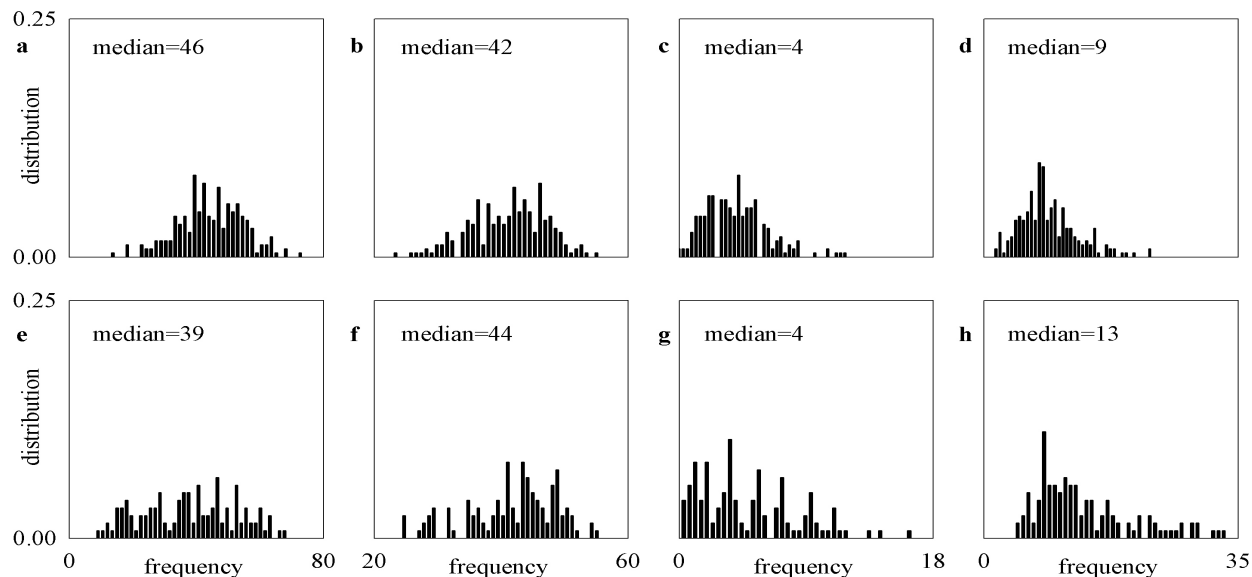 0.25
a median=46 b median=42 c median=4 d median=9
distribution
0.00
0.25
e median=39 f median=44 g median=4 h median=13
distribution
0.00
0 frequency 80 20 frequency 60 0 frequency 18 0 frequency 35